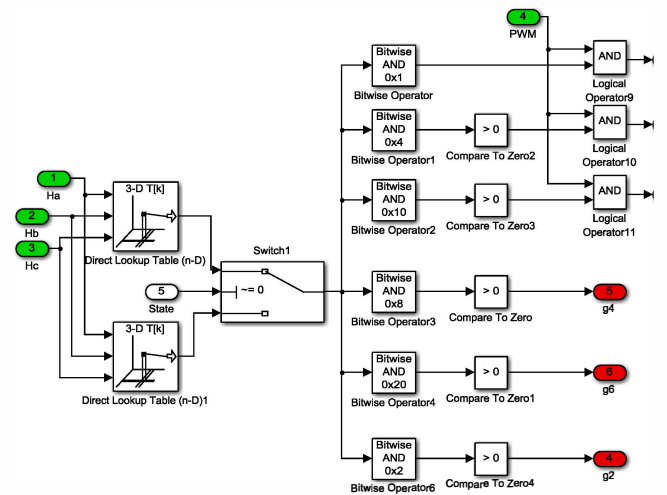 4
PWM
Bitwise
AND
0x1
Bitwise Operator
AND
Logical
Operator9
Bitwise
AND
0x4
Bitwise Operator1
> 0
Compare To Zero2
AND
Logical
Operator10
1
Ha
2
Hb
3
Hc
3-D T[k]
Direct Lookup Table (n-D)
Bitwise
AND
0x10
Bitwise Operator2
> 0
Compare To Zero3
AND
Logical
Operator11
Switch1
~= 0
5
State
Bitwise
AND
0x8
Bitwise Operator3
> 0
Compare To Zero
5
g4
3-D T[k]
Direct Lookup Table (n-D)1
Bitwise
AND
0x20
Bitwise Operator4
> 0
Compare To Zero1
6
g6
Bitwise
AND
0x2
Bitwise Operator6
> 0
Compare To Zero4
4
g2